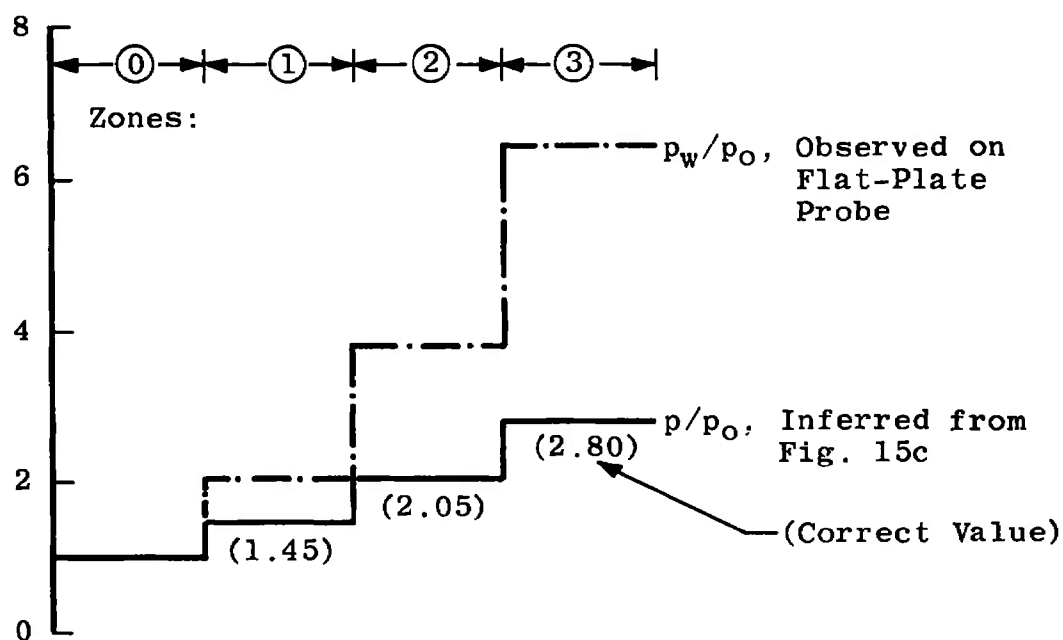 8
⓪ ① ② ③
Zones:
p_w/p_o, Observed on
Flat-Plate
Probe
6
4
p/p_o, Inferred from
Fig. 15c
(2.80)
2
(2.05)
(Correct Value)
(1.45)
0